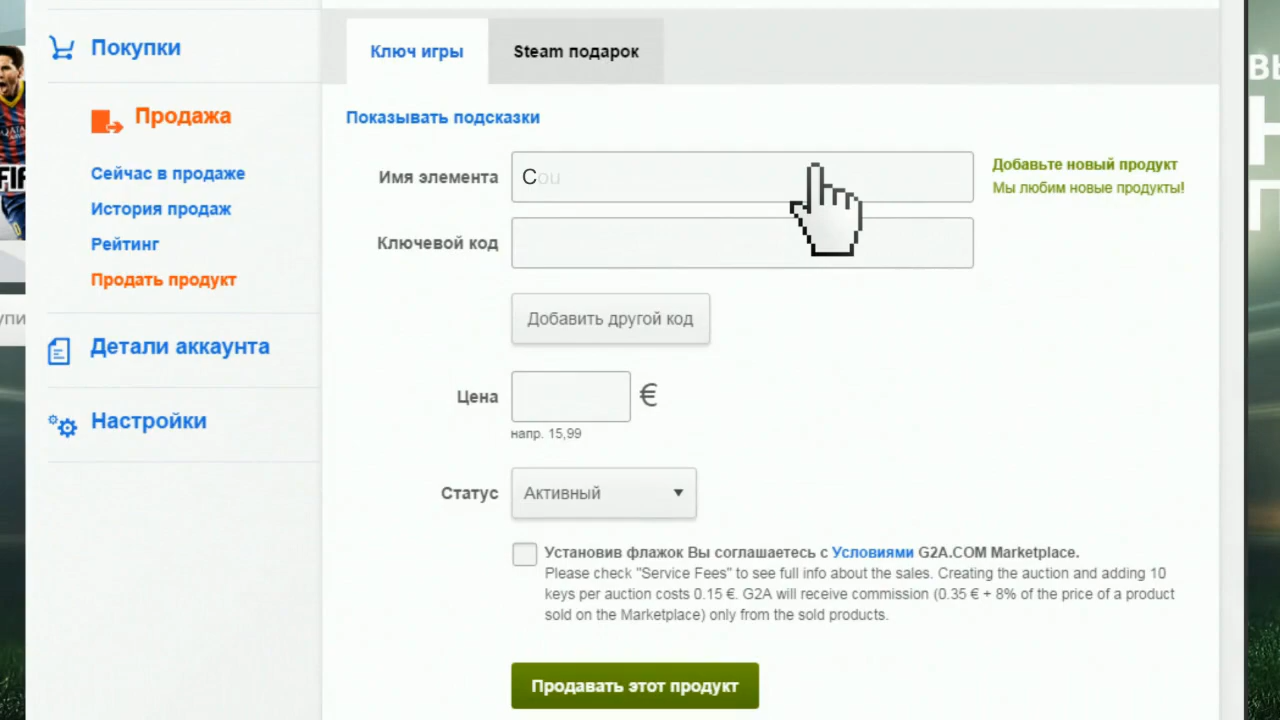 Покупки
Продажа
Сейчас в продаже
История продаж
Рейтинг
Продать продукт
Детали аккаунта
Настройки
Ключ игры
Steam подарок
Показывать подсказки
Имя элемента
Cou
Добавьте новый продукт
Мы любим новые продукты!
Ключевой код
Добавить другой код
Цена
€
напр. 15,99
Статус
Активный
Установив флажок Вы соглашаетесь с Условиями G2A.COM Marketplace.
Please check "Service Fees" to see full info about the sales. Creating the auction and adding 10
keys per auction costs 0.15 €. G2A will receive commission (0.35 € + 8% of the price of a product
sold on the Marketplace) only from the sold products.
Продавать этот продукт